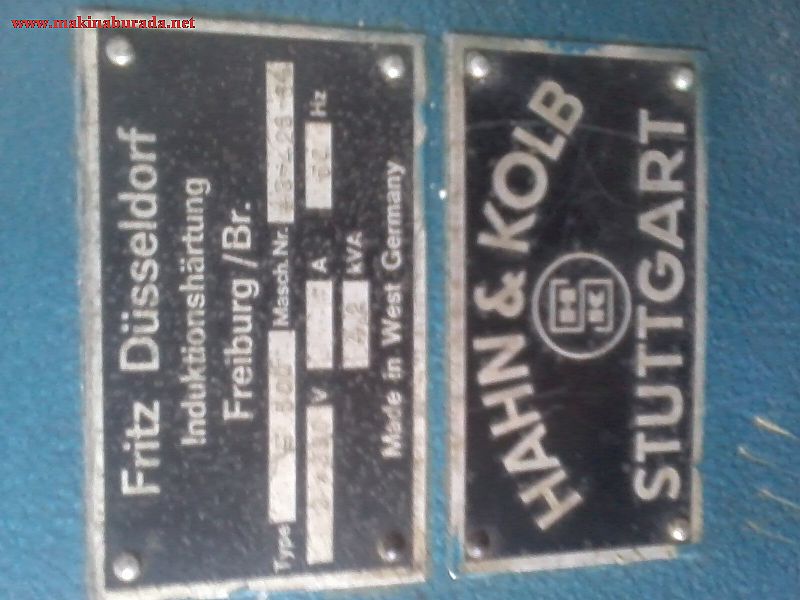 www.makinaburada.net
Fritz Düsseldorf
Induktionshärtung
Freiburg/Br.
Type Masch. Nr.
V A Hz
kVA
Made in West Germany
HAHN & KOLB
STUTTGART